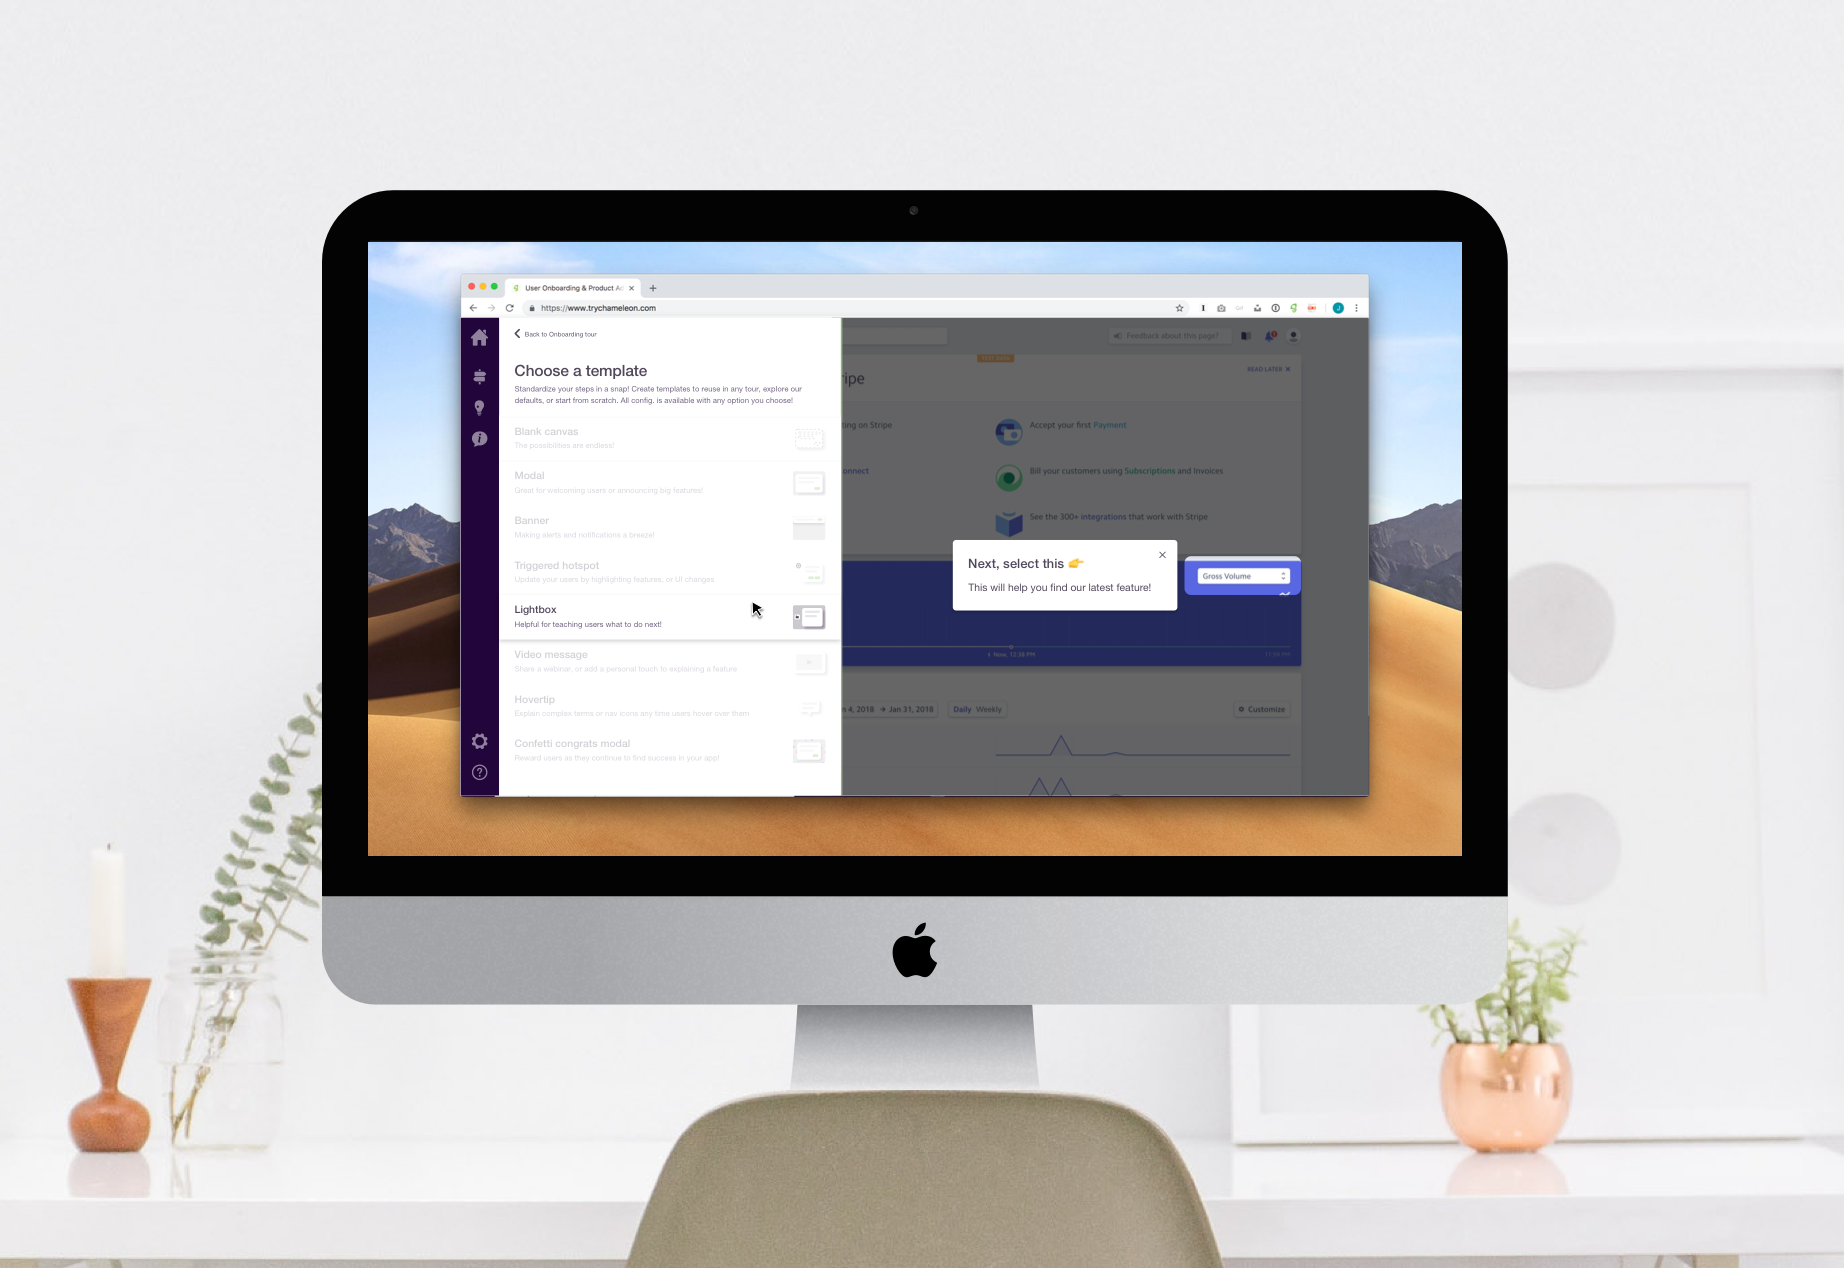 User Onboarding & Product Ad
https://www.trychameleon.com
Back to Onboarding tour
Choose a template
Standardize your steps in a snap! Create templates to reuse in any tour, explore our
defaults, or start from scratch. All config. is available with any option you choose!
Blank canvas
The possibilities are endless!
Modal
Great for welcoming users or announcing big features!
Banner
Making alerts and notifications a breeze!
Triggered hotspot
Update your users by highlighting features, or UI changes
Lightbox
Helpful for teaching users what to do next!
Video message
Share a webinar, or add a personal touch to explaining a feature
Hovertip
Explain complex terms or nav icons any time users hover over them
Confetti congrats modal
Reward users as they continue to find success in your app!
Feedback about this page?
TEST DATA
READ LATER
ripe
ting on Stripe
Accept your first Payment
onnect
Bill your customers using Subscriptions and Invoices
See the 300+ integrations that work with Stripe
Next, select this 👉
This will help you find our latest feature!
Gross Volume
Now, 12:38 PM
11:59 PM
n 4, 2018 → Jan 31, 2018
Daily Weekly
Customize